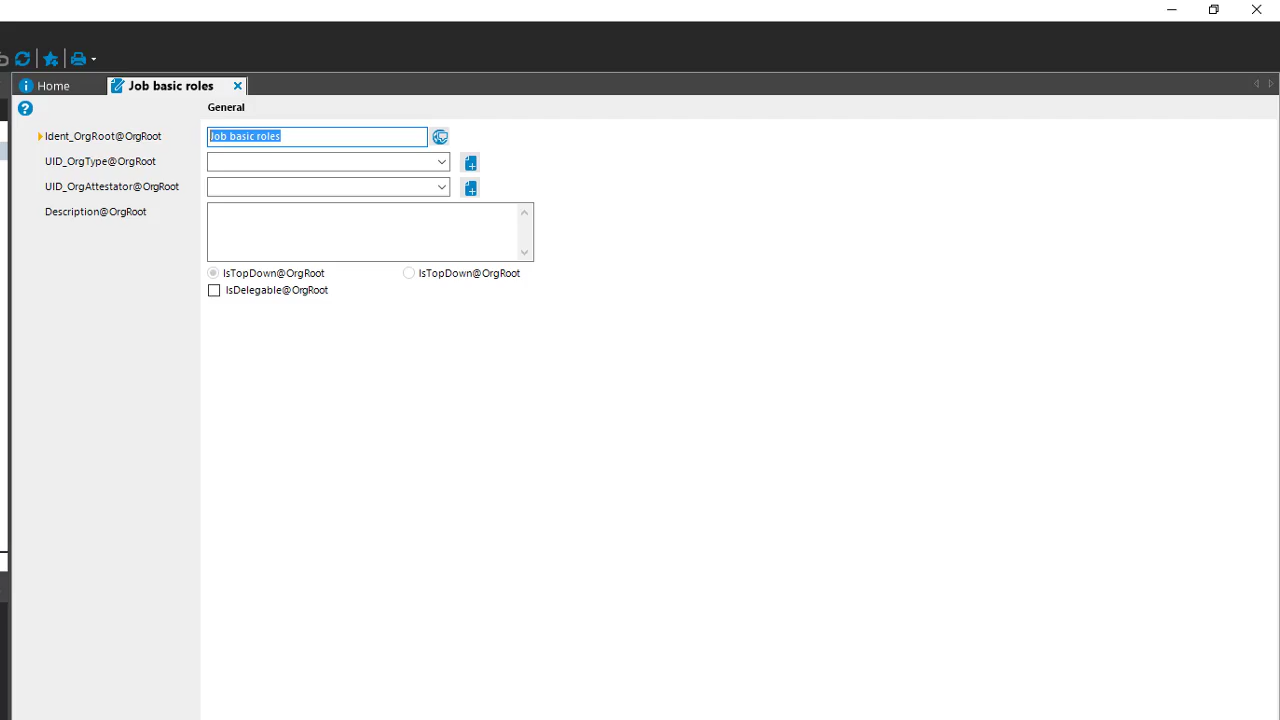 Home
Job basic roles
General
Ident_OrgRoot@OrgRoot
Job basic roles
UID_OrgType@OrgRoot
UID_OrgAttestator@OrgRoot
Description@OrgRoot
IsTopDown@OrgRoot IsTopDown@OrgRoot
IsDelegable@OrgRoot